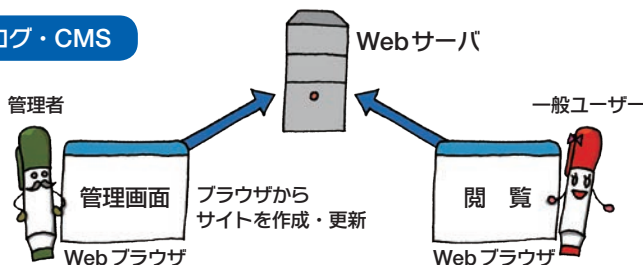 ログ・CMS
Webサーバ
管理者
一般ユーザー
管理画面
ブラウザから
サイトを作成・更新
閲 覧
Webブラウザ
Webブラウザ